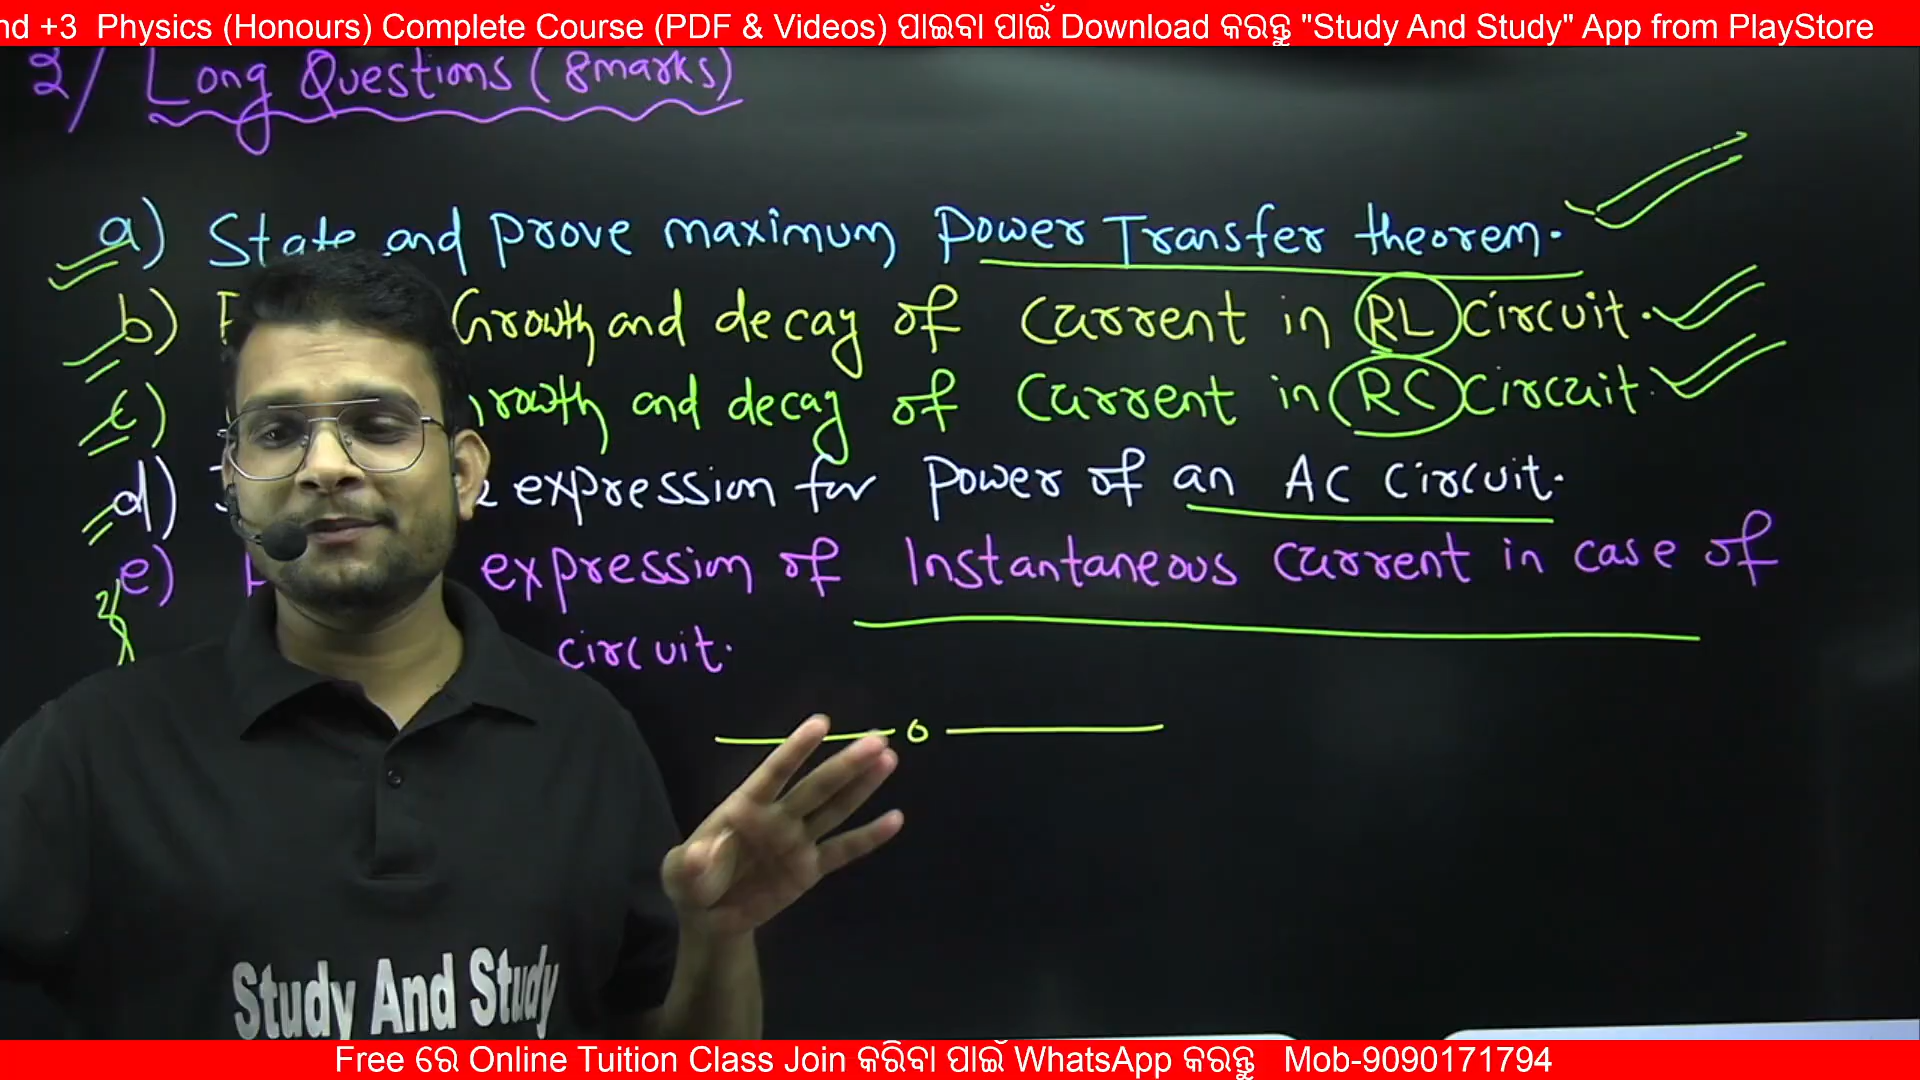 nd +3 Physics (Honours) Complete Course (PDF & Videos) ପାଇବା ପାଇଁ Download କରନ୍ତୁ "Study And Study" App from PlayStore
2/ Long Questions (8marks)
a) State and prove maximum Power Transfer theorem.
b) Growth and decay of current in RL circuit.
c) and decay of current in RC circuit.
d) expression for Power of an AC circuit.
e) expression of Instantaneous current in case of
circuit.
Study And Study
Free ରେ Online Tuition Class Join କରିବା ପାଇଁ WhatsApp କରନ୍ତୁ Mob-9090171794